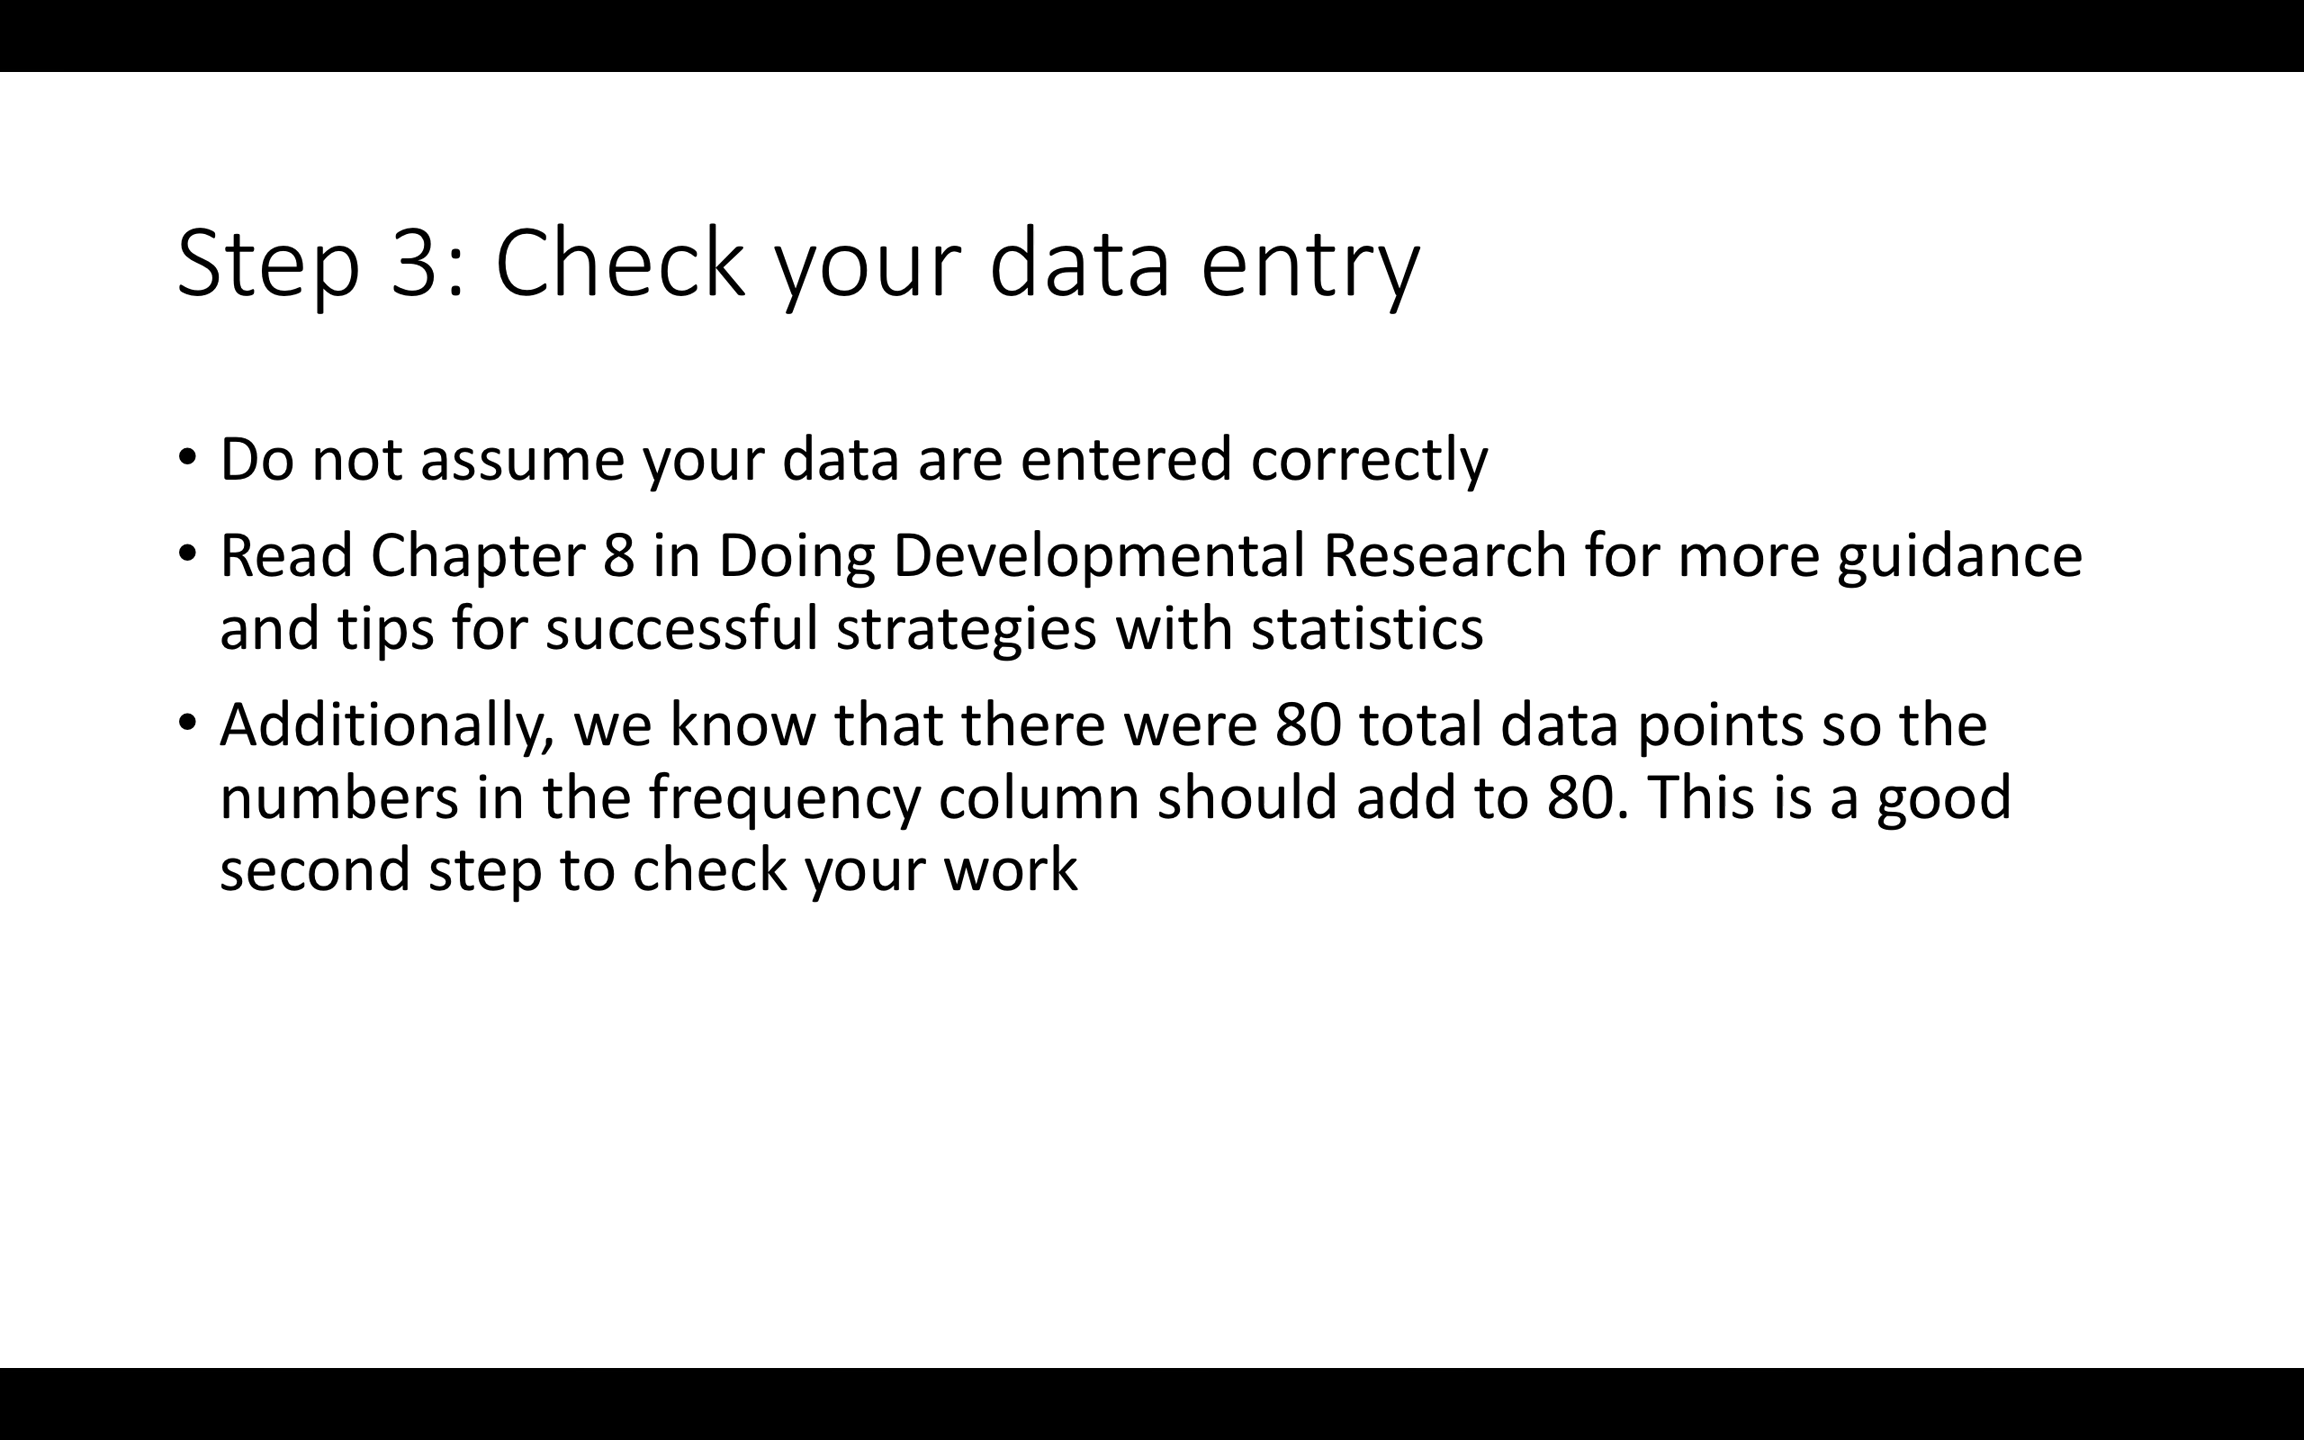 Step 3: Check your data entry
• Do not assume your data are entered correctly
• Read Chapter 8 in Doing Developmental Research for more guidance
and tips for successful strategies with statistics
• Additionally, we know that there were 80 total data points so the
numbers in the frequency column should add to 80. This is a good
second step to check your work